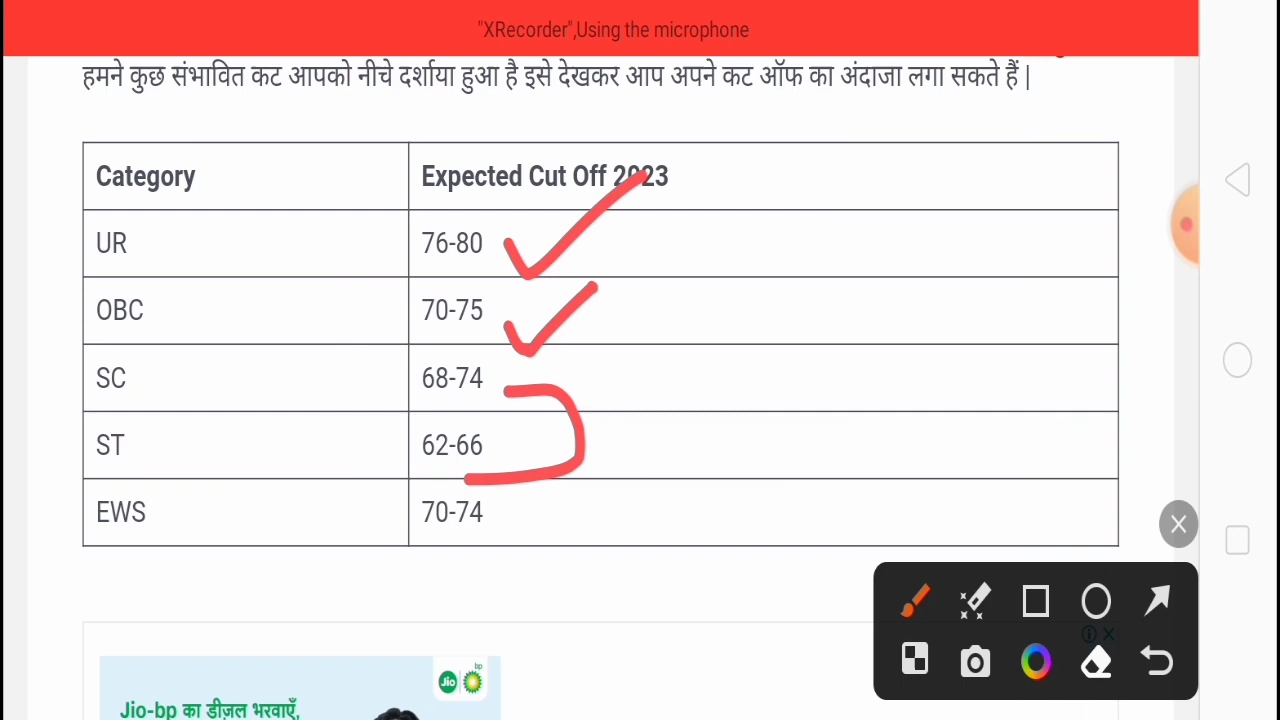 "XRecorder",Using the microphone
हमने कुछ संभावित कट आपको नीचे दर्शाया हुआ है इसे देखकर आप अपने कट ऑफ का अंदाजा लगा सकते हैं |
Category Expected Cut Off 2023
UR 76-80
OBC 70-75
SC 68-74
ST 62-66
EWS 70-74
bp
Jio
Jio-bp का डीज़ल भरवाएँ,